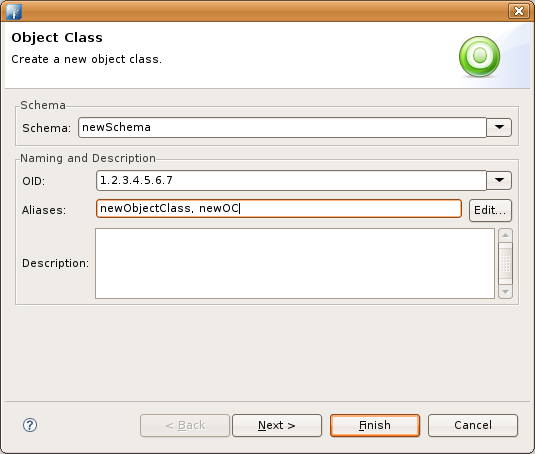 Object Class
Create a new object class.
Schema
Schema: newSchema
Naming and Description
OID: 1.2.3.4.5.6.7
Aliases: newObjectClass, newOC Edit...
Description:
? < Back Next > Finish Cancel